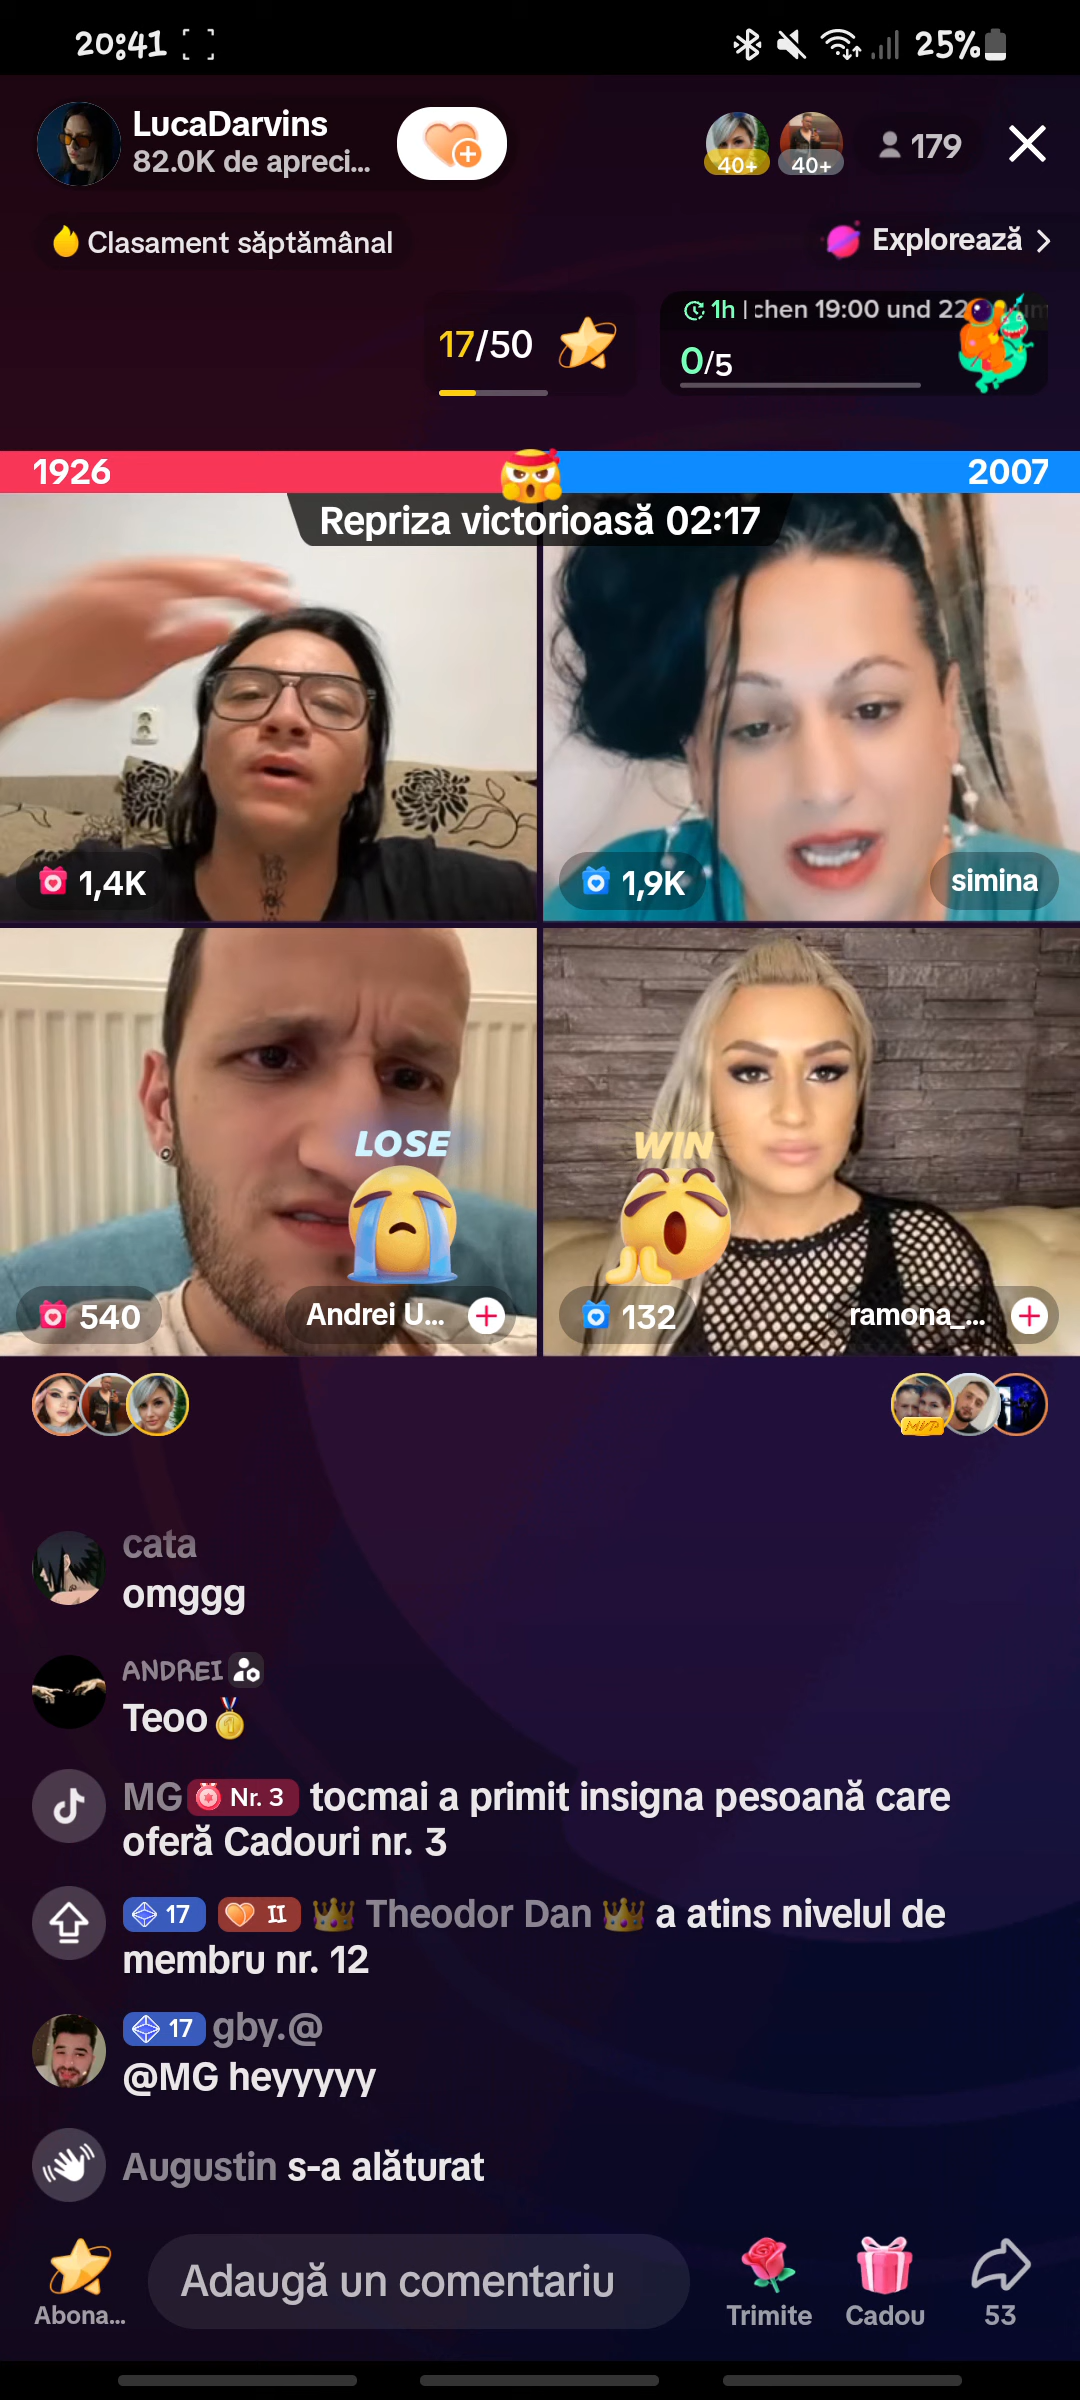 20:41
25%
LucaDarvins
82.0K de apreci...
40+
40+
179
Clasament săptămânal
Explorează
17/50
1h | chen 19:00 und 22
0/5
1926
2007
Repriza victorioasă 02:17
1,4K
1,9K
simina
LOSE
WIN
540
Andrei U...
132
ramona_...
MVP
cata
omggg
ANDREI
Teoo
MG Nr. 3 tocmai a primit insigna pesoană care
oferă Cadouri nr. 3
17 II Theodor Dan a atins nivelul de
membru nr. 12
17 gby.@
@MG heyyyyy
Augustin s-a alăturat
Abona...
Adaugă un comentariu
Trimite
Cadou
53